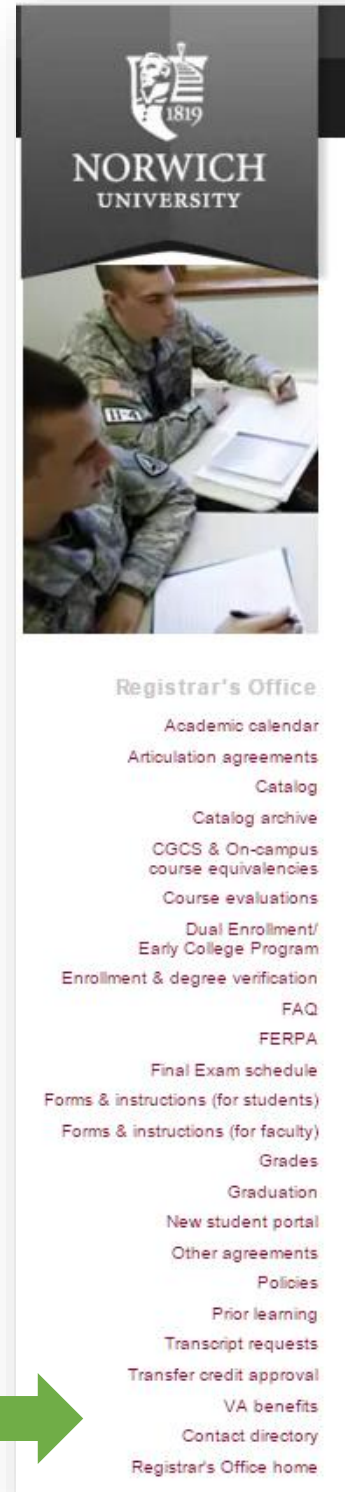 1819
NORWICH
UNIVERSITY
Registrar's Office
Academic calendar
Articulation agreements
Catalog
Catalog archive
CGCS & On-campus
course equivalencies
Course evaluations
Dual Enrollment/
Early College Program
Enrollment & degree verification
FAQ
FERPA
Final Exam schedule
Forms & instructions (for students)
Forms & instructions (for faculty)
Grades
Graduation
New student portal
Other agreements
Policies
Prior learning
Transcript requests
Transfer credit approval
VA benefits
Contact directory
Registrar's Office home